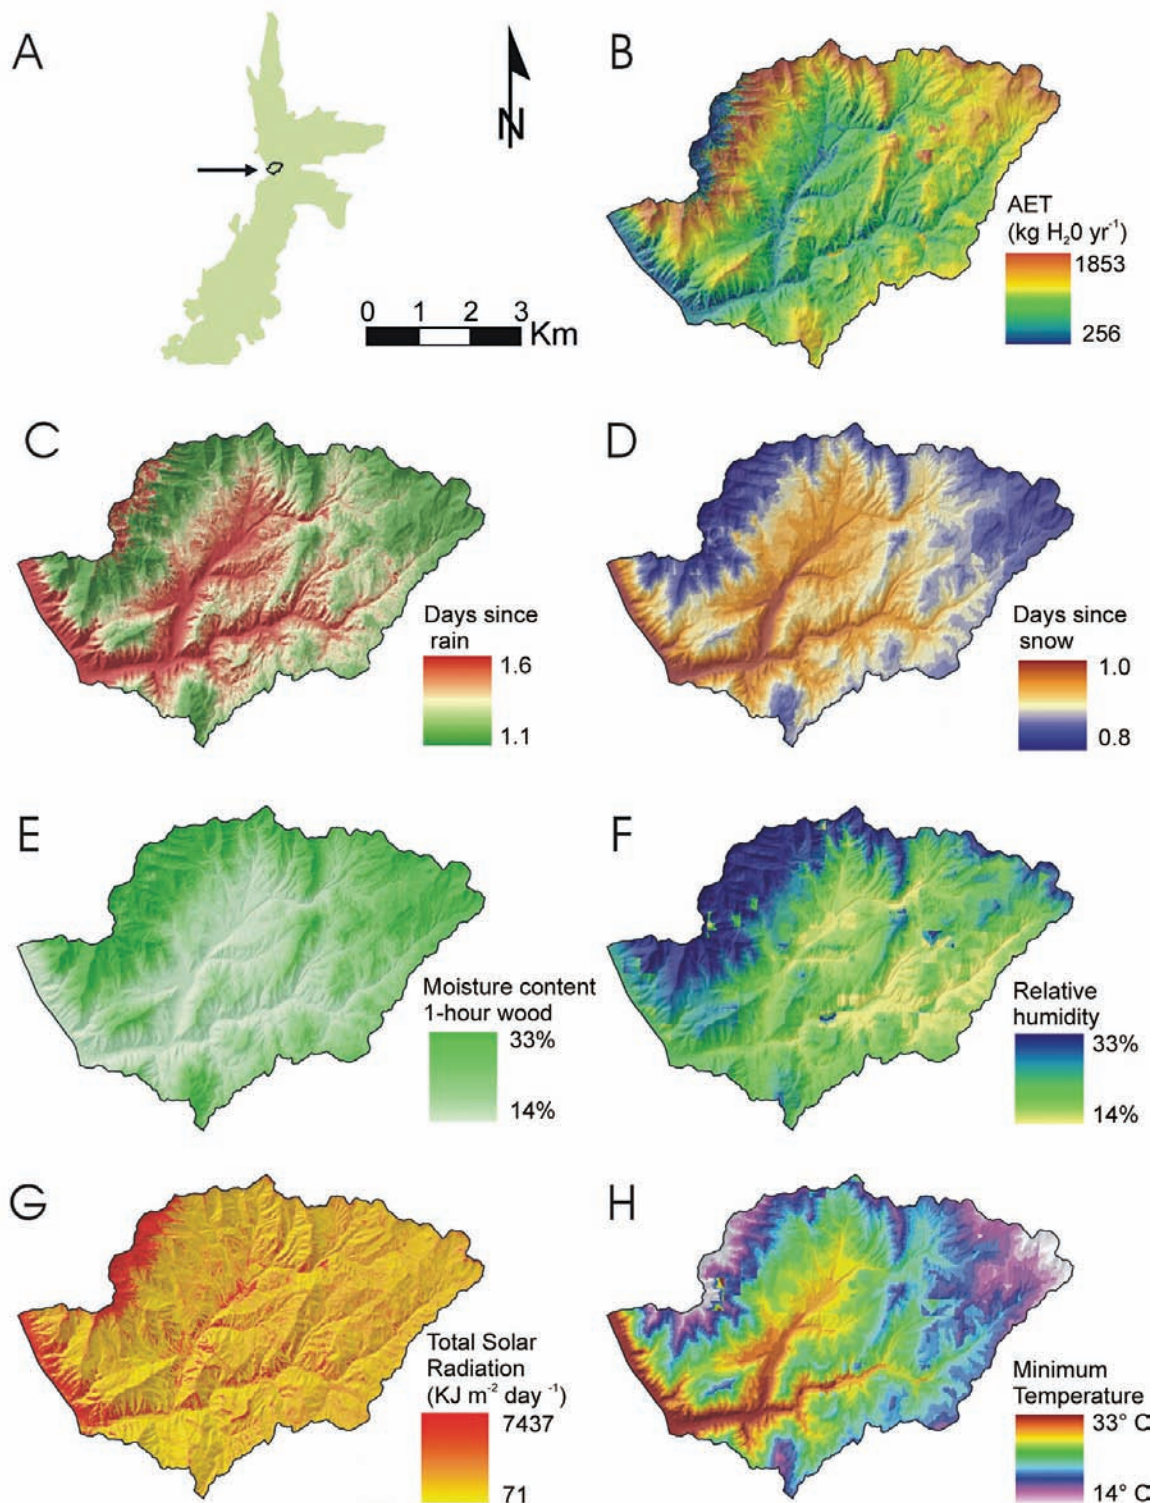 A
N
0 1 2 3
Km
B
AET
(kg H₂0 yr⁻¹)
1853
256
C
Days since
rain
1.6
1.1
D
Days since
snow
1.0
0.8
E
Moisture content
1-hour wood
33%
14%
F
Relative
humidity
33%
14%
G
Total Solar
Radiation
(KJ m⁻² day ⁻¹)
7437
71
H
Minimum
Temperature
33° C
14° C